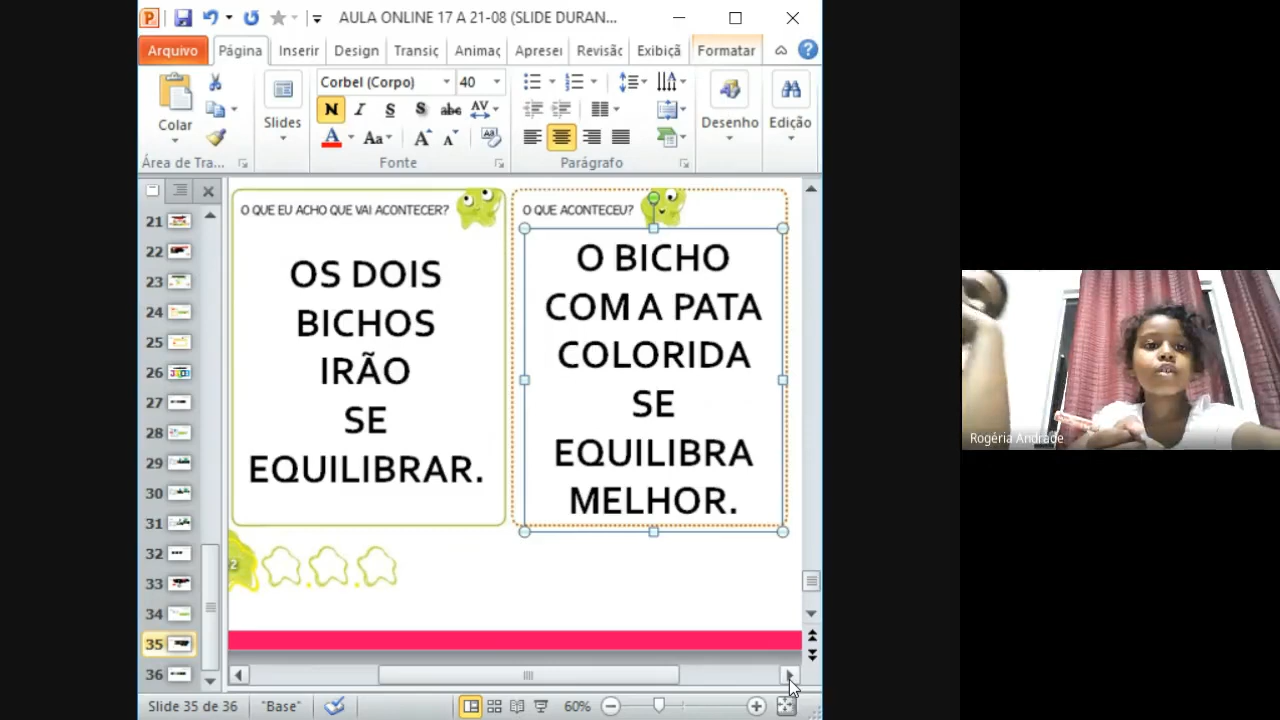 AULA ONLINE 17 A 21-08 (SLIDE DURAN...
Arquivo Página Inserir Design Transiç Animaç Apresei Revisão Exibiçã Formatar
Corbel (Corpo) 40
Colar
Slides
N I S S abc AV
A Aa A A
Desenho
Edição
Área de Tra...
Fonte
Parágrafo
21
22
23
24
25
26
27
28
29
30
31
32
33
34
35
36
O QUE EU ACHO QUE VAI ACONTECER?
OS DOIS
BICHOS
IRÃO
SE
EQUILIBRAR.
O QUE ACONTECEU?
O BICHO
COM A PATA
COLORIDA
SE
EQUILIBRA
MELHOR.
2
Slide 35 de 36 "Base" 60%
Rogéria Andrade